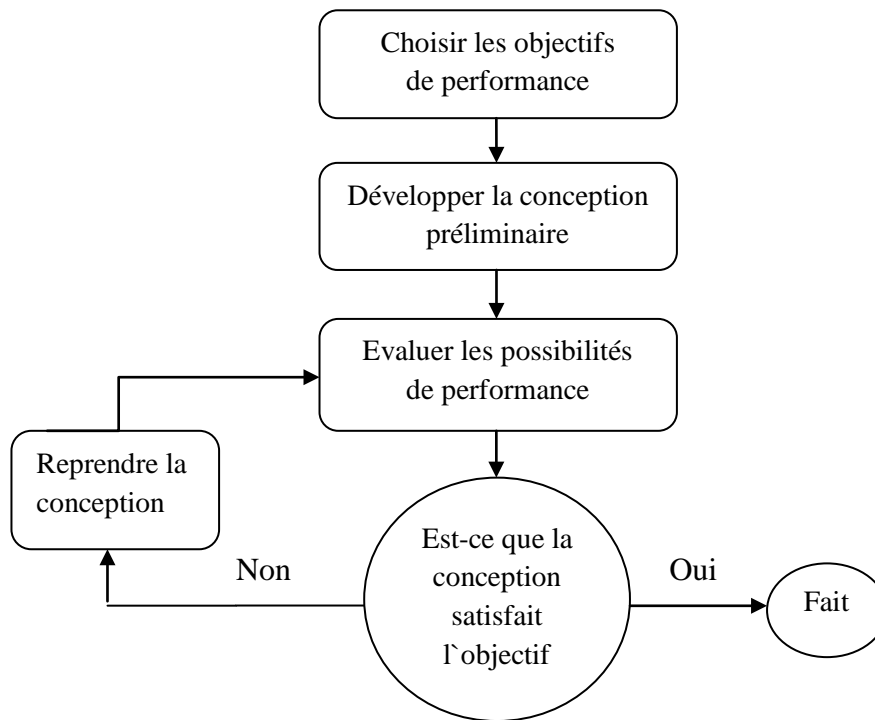 Choisir les objectifs
de performance
Développer la conception
préliminaire
Evaluer les possibilités
de performance
Reprendre la
conception
Non
Est-ce que la
conception
satisfait
l`objectif
Oui
Fait